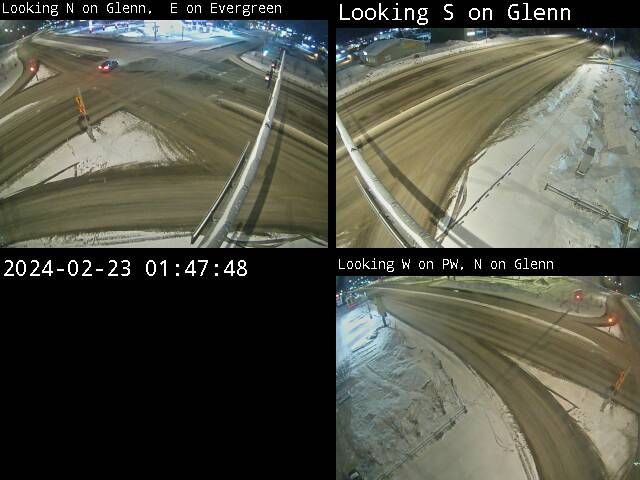 Looking N on Glenn,  E on Evergreen
Looking S on Glenn
2024-02-23 01:47:48
Looking W on PW, N on Glenn